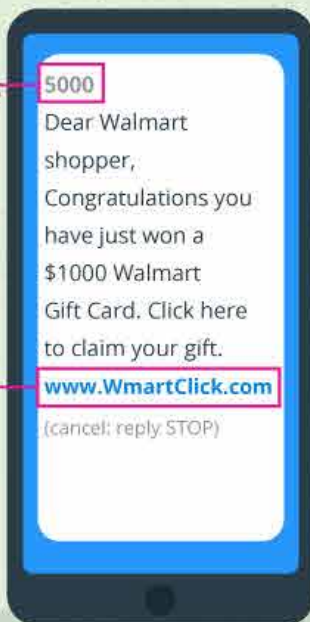 5000
Dear Walmart
shopper,
Congratulations you
have just won a
$1000 Walmart
Gift Card. Click here
to claim your gift.
www.WmartClick.com
(cancel: reply STOP)